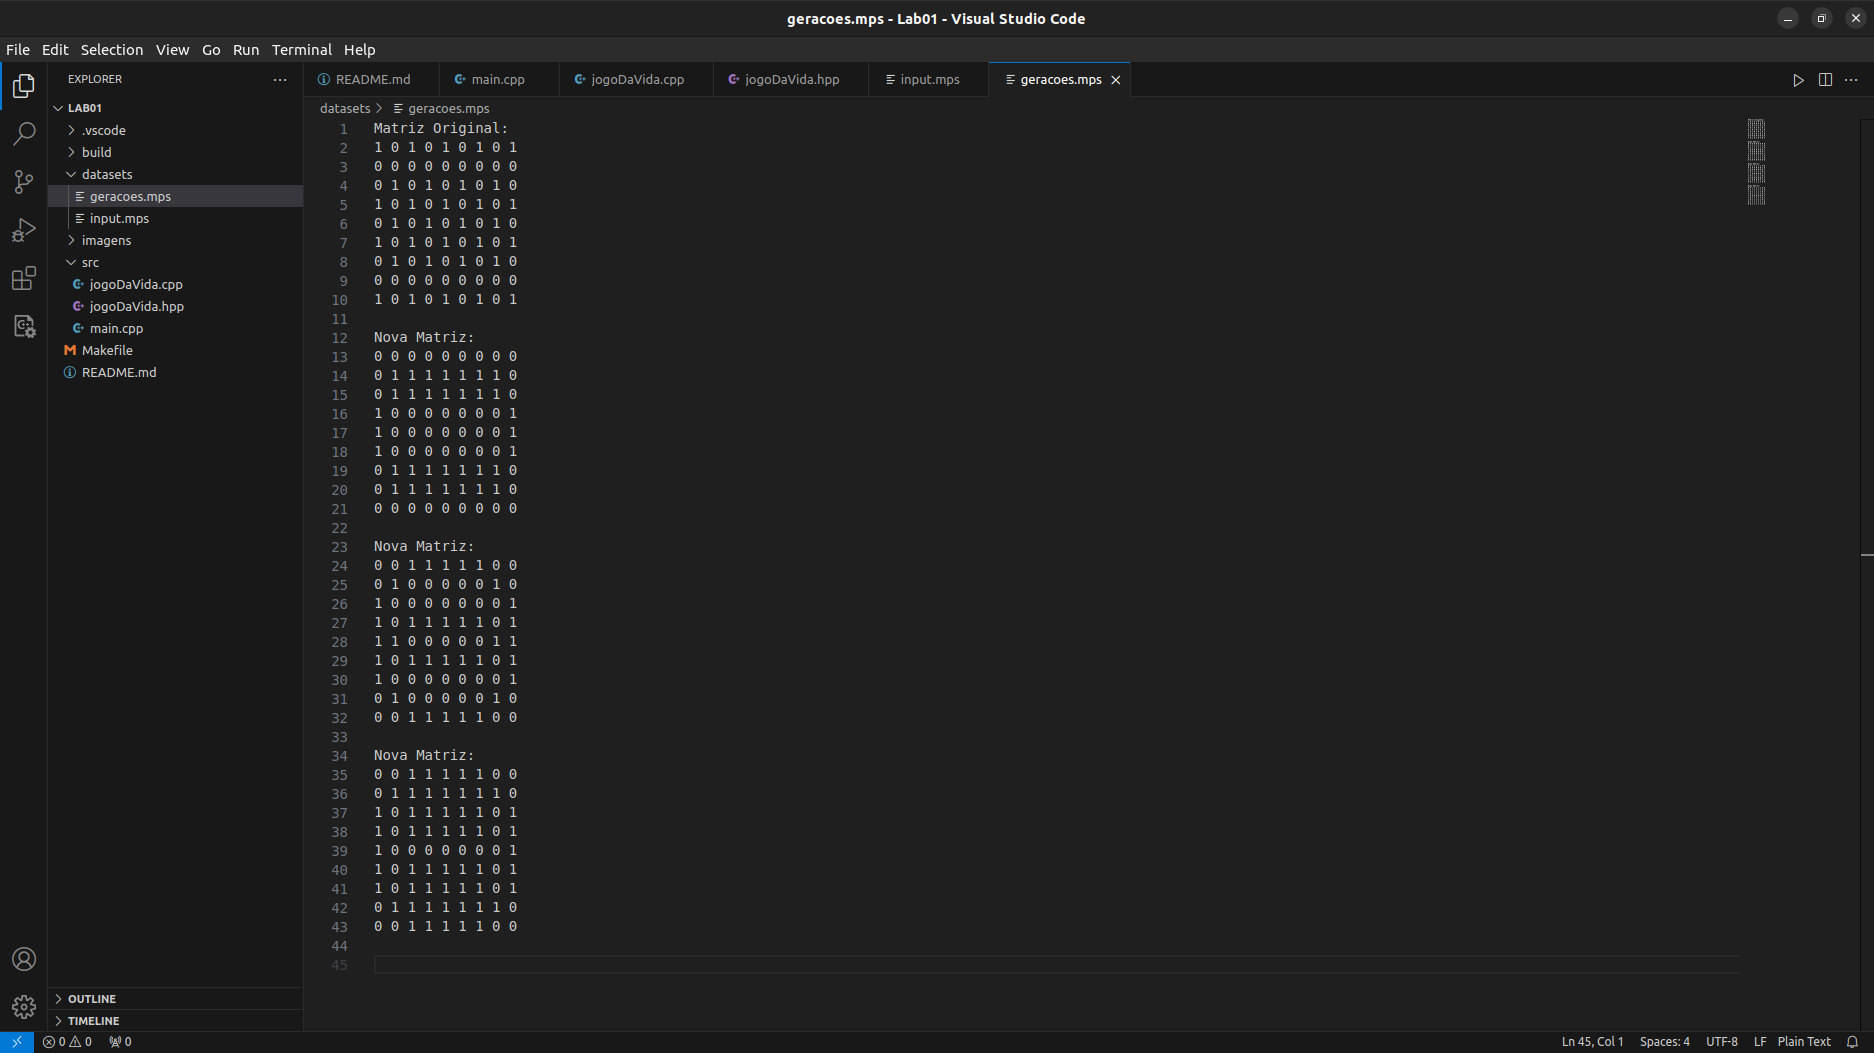 geracoes.mps - Lab01 - Visual Studio Code
File Edit Selection View Go Run Terminal Help
EXPLORER
LAB01
.vscode
build
datasets
geracoes.mps
input.mps
imagens
src
jogoDaVida.cpp
jogoDaVida.hpp
main.cpp
Makefile
README.md
OUTLINE
TIMELINE
README.md main.cpp jogoDaVida.cpp jogoDaVida.hpp input.mps geracoes.mps
datasets > geracoes.mps
1 Matriz Original:
2 1 0 1 0 1 0 1 0 1
3 0 0 0 0 0 0 0 0 0
4 0 1 0 1 0 1 0 1 0
5 1 0 1 0 1 0 1 0 1
6 0 1 0 1 0 1 0 1 0
7 1 0 1 0 1 0 1 0 1
8 0 1 0 1 0 1 0 1 0
9 0 0 0 0 0 0 0 0 0
10 1 0 1 0 1 0 1 0 1
11
12 Nova Matriz:
13 0 0 0 0 0 0 0 0 0
14 0 1 1 1 1 1 1 1 0
15 0 1 1 1 1 1 1 1 0
16 1 0 0 0 0 0 0 0 1
17 1 0 0 0 0 0 0 0 1
18 1 0 0 0 0 0 0 0 1
19 0 1 1 1 1 1 1 1 0
20 0 1 1 1 1 1 1 1 0
21 0 0 0 0 0 0 0 0 0
22
23 Nova Matriz:
24 0 0 1 1 1 1 1 0 0
25 0 1 0 0 0 0 0 1 0
26 1 0 0 0 0 0 0 0 1
27 1 0 1 1 1 1 1 0 1
28 1 1 0 0 0 0 0 1 1
29 1 0 1 1 1 1 1 0 1
30 1 0 0 0 0 0 0 0 1
31 0 1 0 0 0 0 0 1 0
32 0 0 1 1 1 1 1 0 0
33
34 Nova Matriz:
35 0 0 1 1 1 1 1 0 0
36 0 1 1 1 1 1 1 1 0
37 1 0 1 1 1 1 1 0 1
38 1 0 1 1 1 1 1 0 1
39 1 0 0 0 0 0 0 0 1
40 1 0 1 1 1 1 1 0 1
41 1 0 1 1 1 1 1 0 1
42 0 1 1 1 1 1 1 1 0
43 0 0 1 1 1 1 1 0 0
44
45
0 0 0 Ln 45, Col 1 Spaces: 4 UTF-8 LF Plain Text